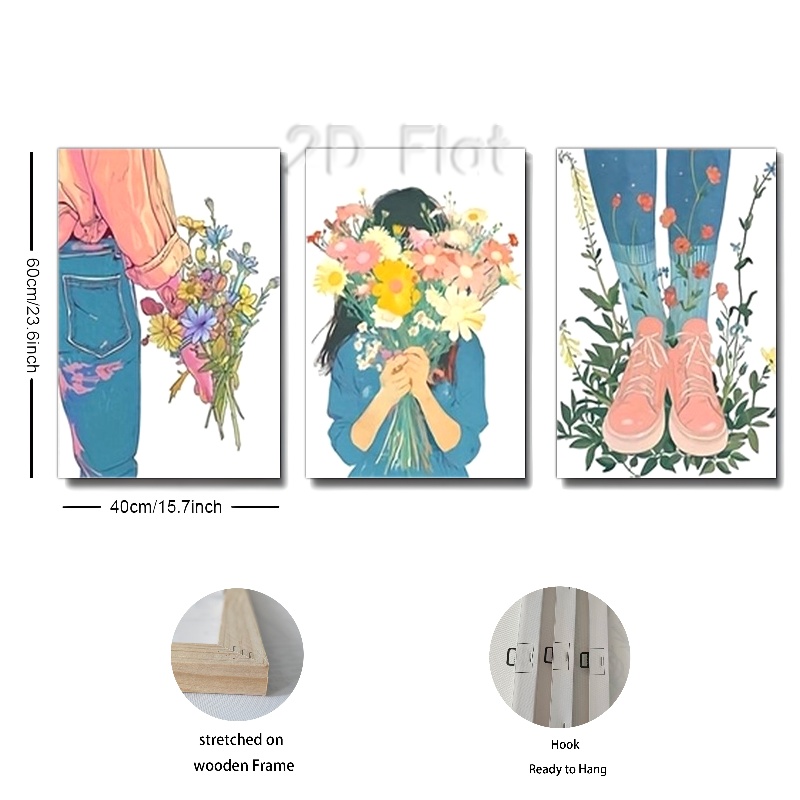 2D Flat
60cm/23.6inch
40cm/15.7inch
stretched on
wooden Frame
Hook
Ready to Hang